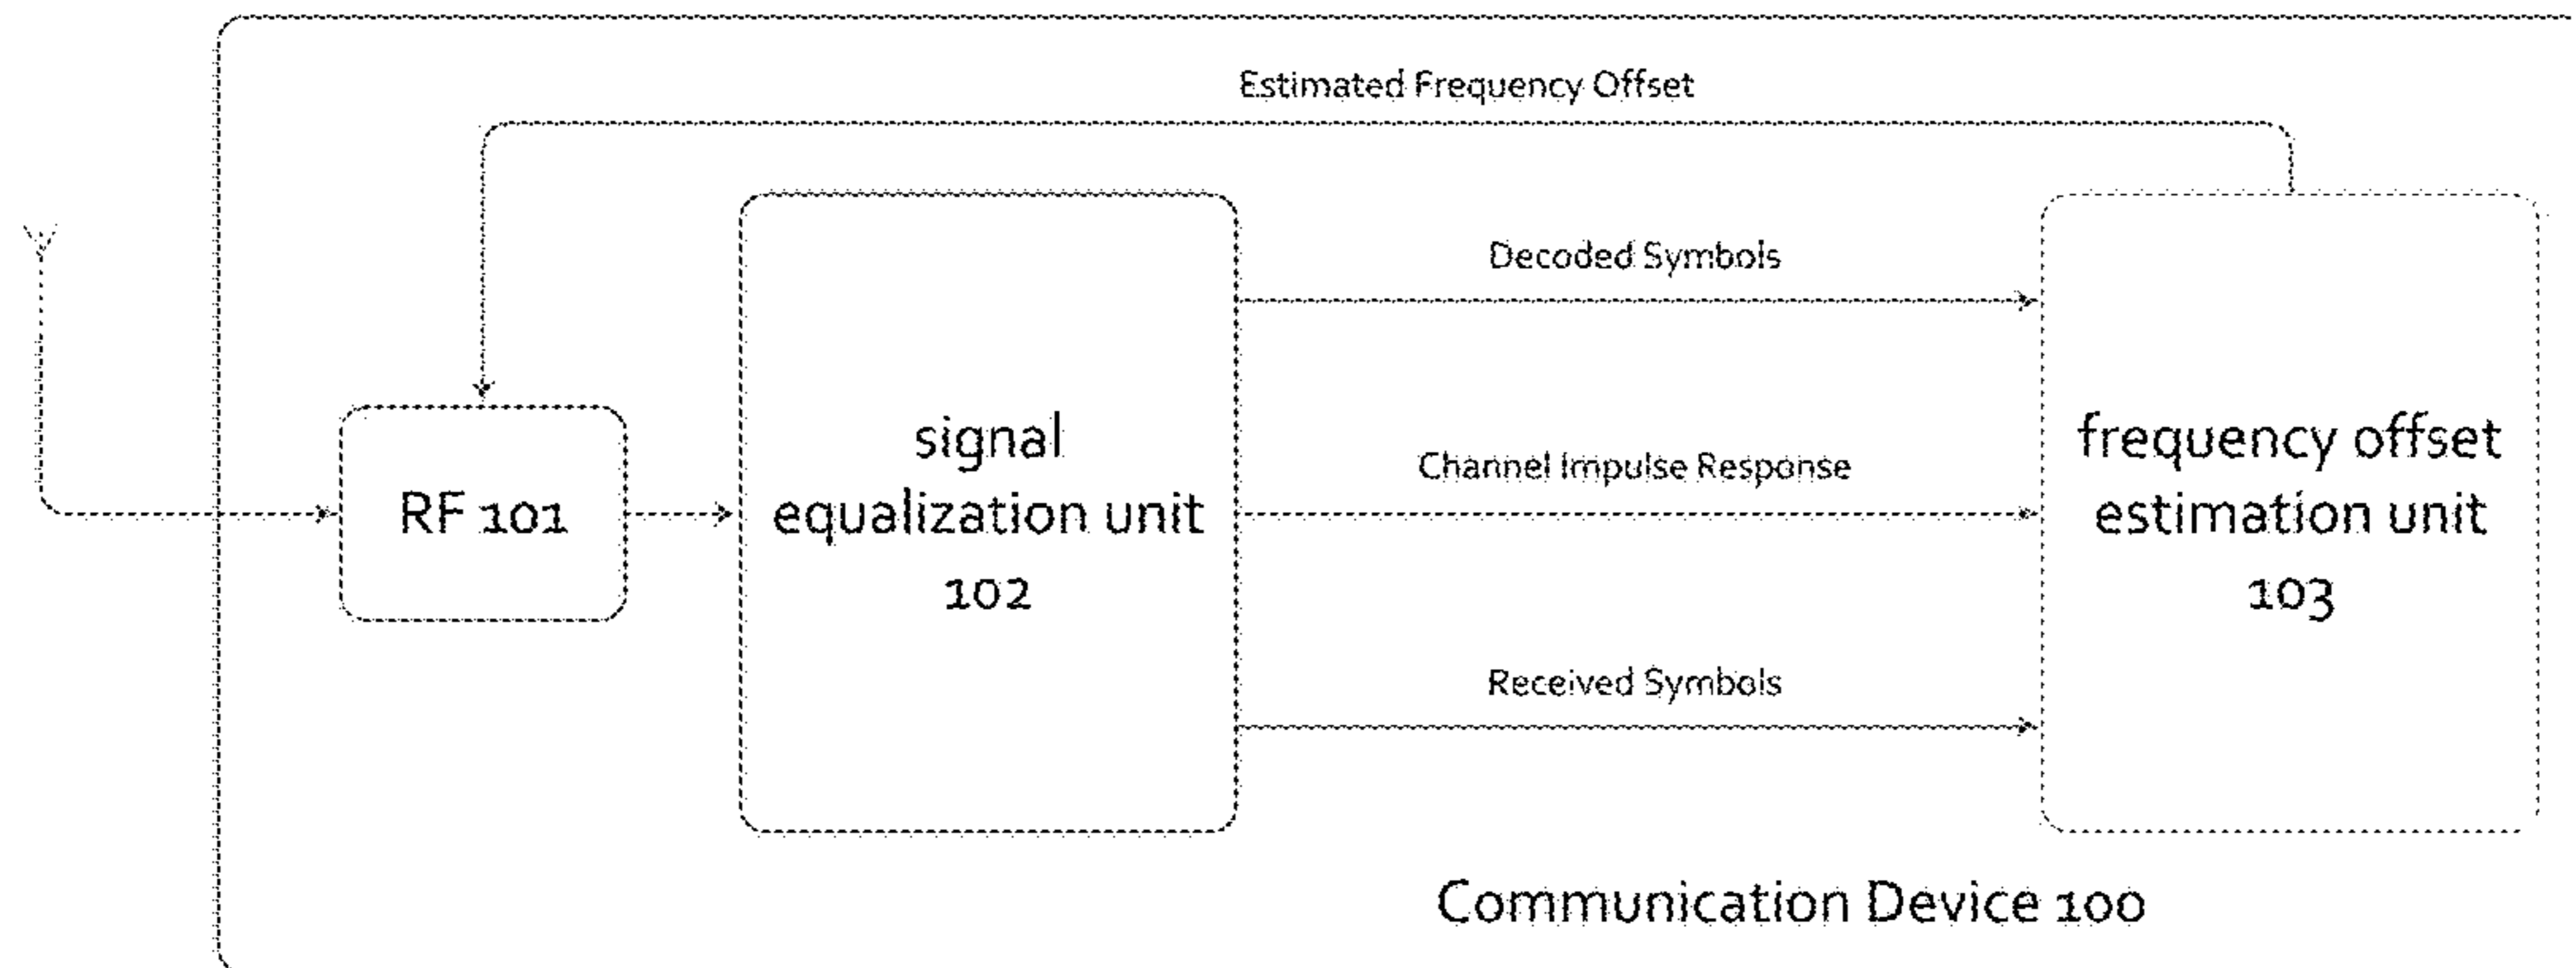 Estimated Frequency Offset
Decoded Symbols
signal
equalization unit
102
RF 101
Channel Impulse Response
frequency offset
estimation unit
103
Received Symbols
Communication Device 100